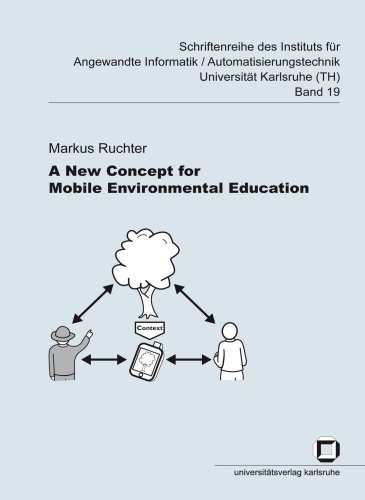 Schriftenreihe des Instituts für
Angewandte Informatik / Automatisierungstechnik
Universität Karlsruhe (TH)
Band 19
Markus Ruchter
A New Concept for
Mobile Environmental Education
Context
universitätsverlag karlsruhe